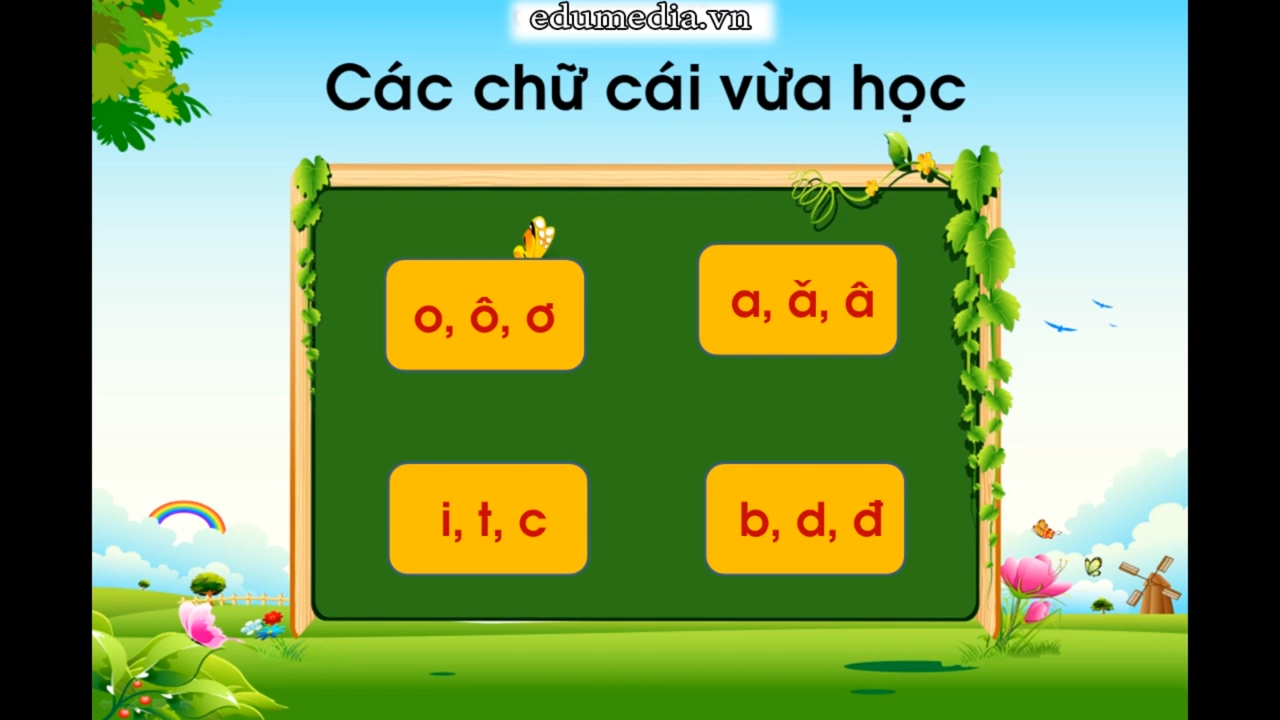 edumedia.vn
Các chữ cái vừa học
o, ô, ơ
a, ă, â
i, t, c
b, d, đ